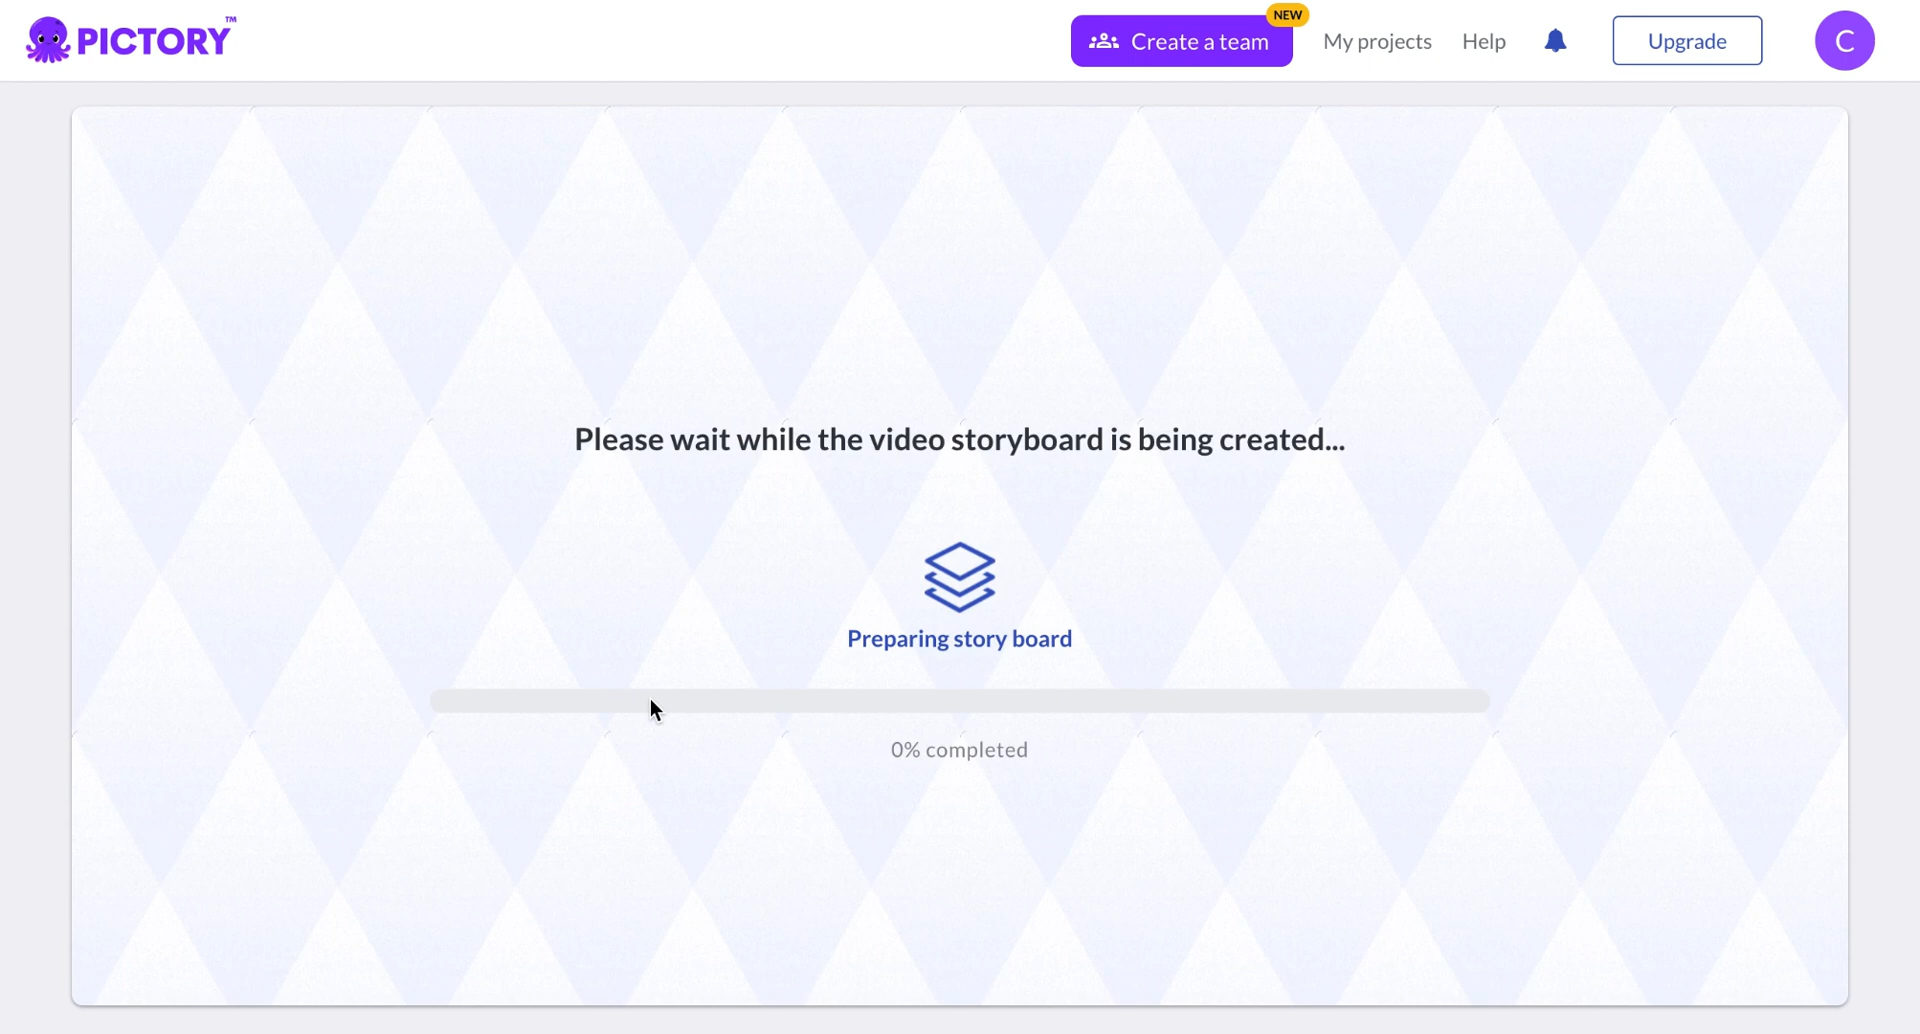 PICTORY™
NEW
Create a team
My projects
Help
Upgrade
C
Please wait while the video storyboard is being created...
Preparing story board
0% completed